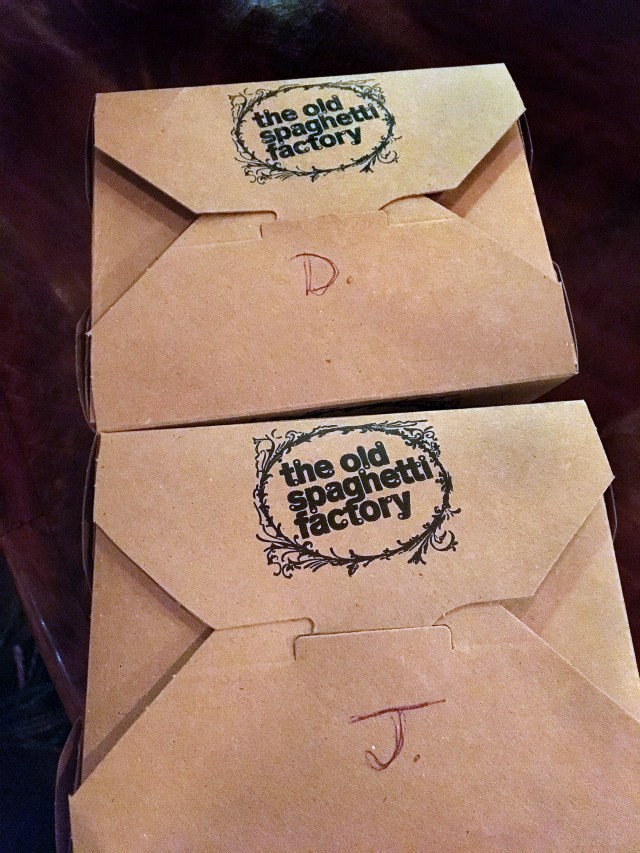 the old
spaghetti
factory
D.
the old
spaghetti
factory
J.